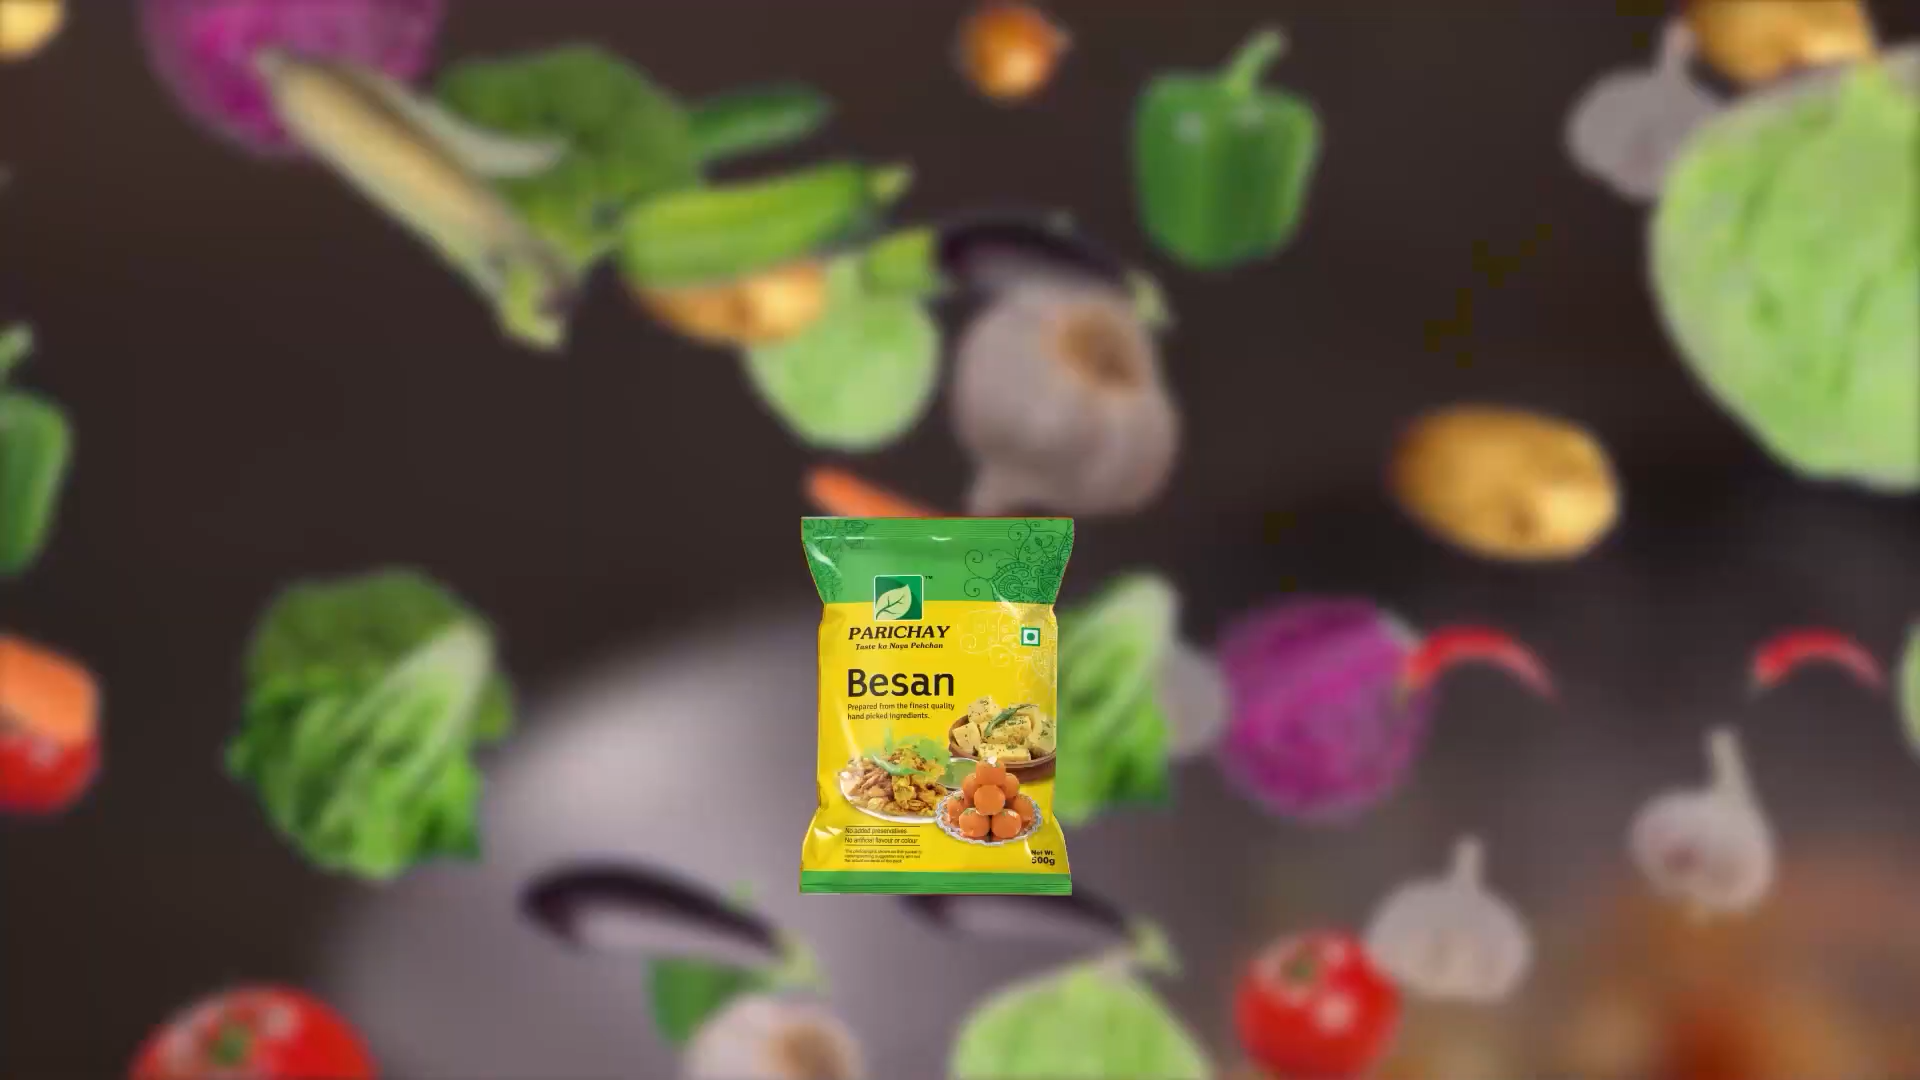 TM
PARICHAY
Taste ka Naya Pehchan
Besan
Prepared from the finest quality
hand picked ingredients.
No added preservatives
No artificial flavour or colour
Net Wt.
500g